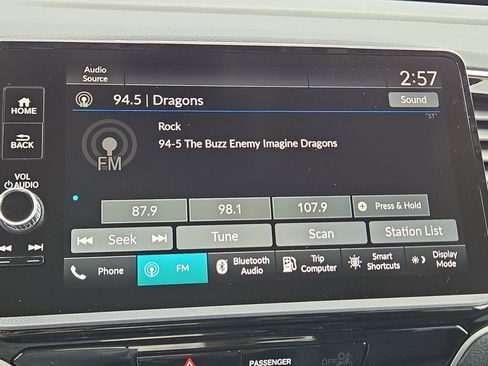 Audio
Source
2:57
94.5 | Dragons
Sound
"ST"
HOME
Rock
94-5 The Buzz Enemy Imagine Dragons
BACK
FM
VOL
AUDIO
87.9
98.1
107.9
Press & Hold
Seek
Tune
Scan
Station List
Phone
FM
Bluetooth
Audio
Trip
Computer
Smart
Shortcuts
Display
Mode
PASSENGER
OFF